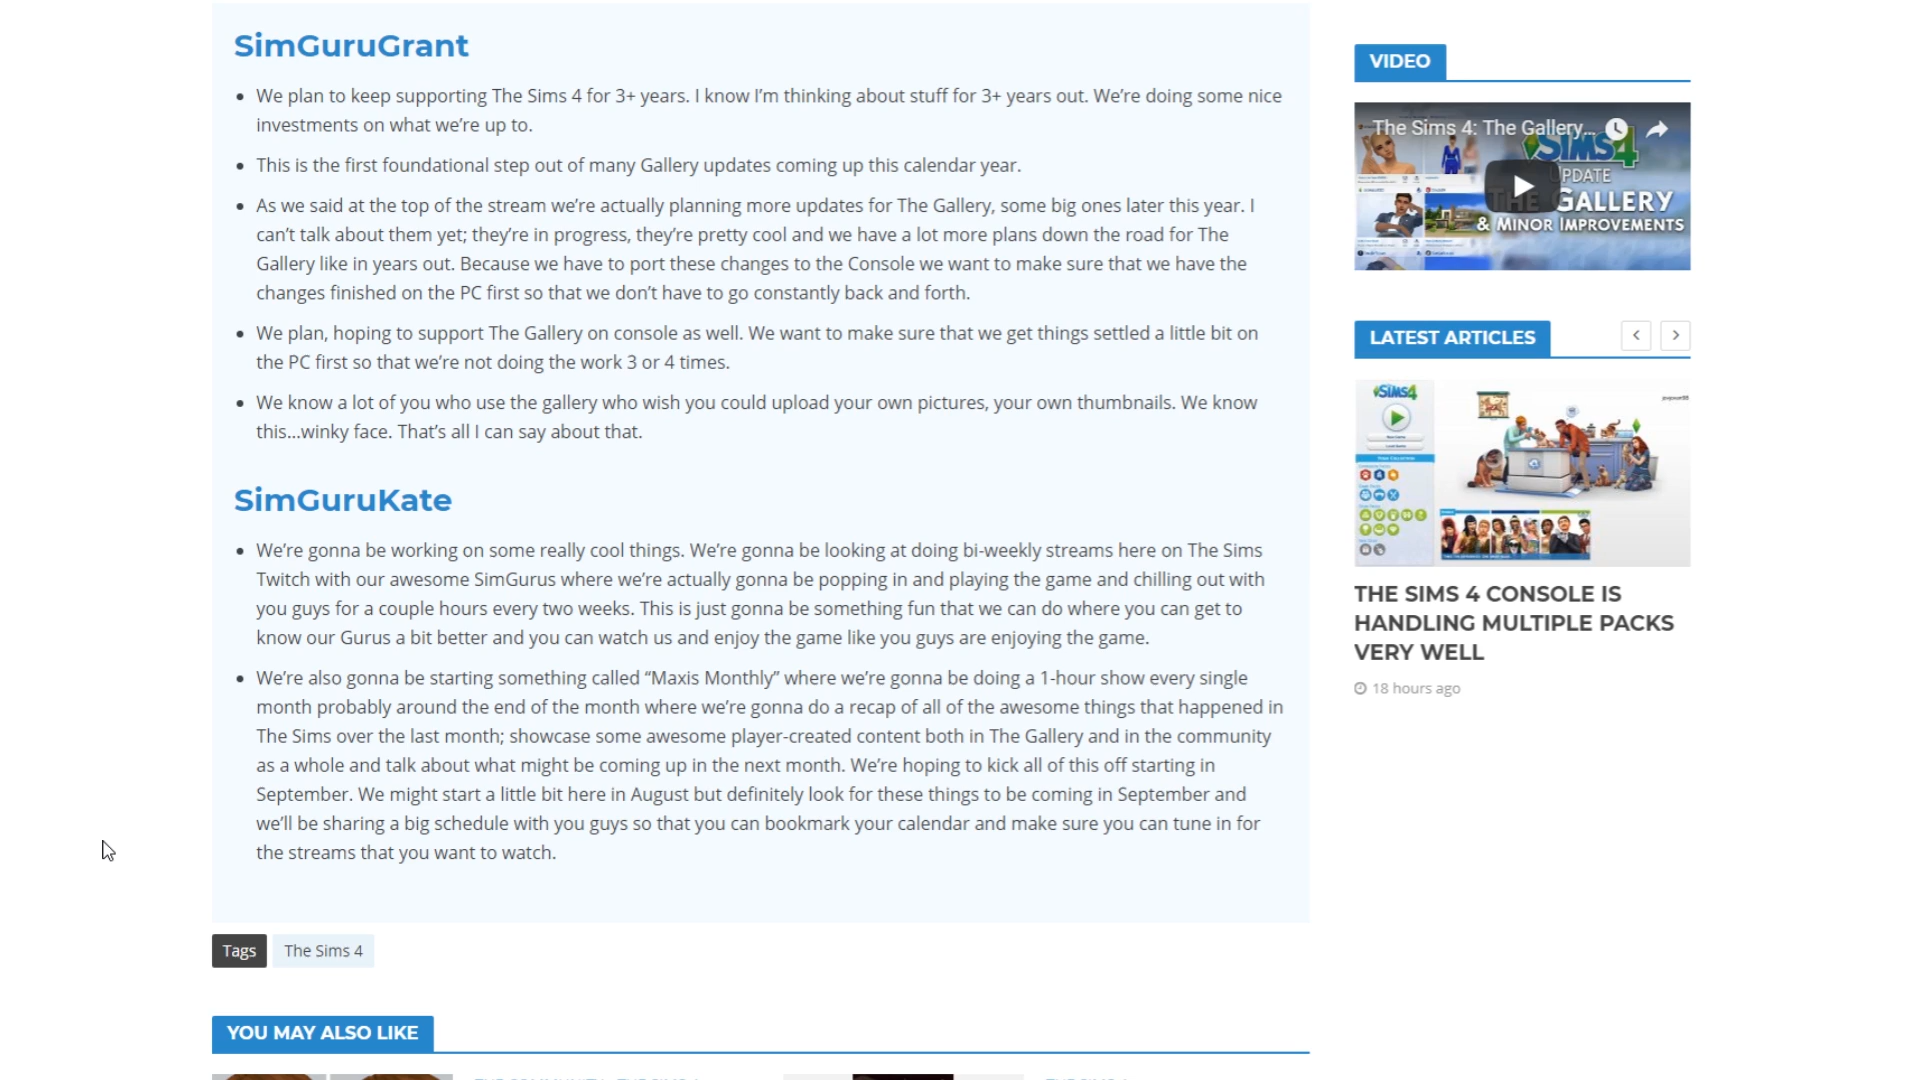 SimGuruGrant
We plan to keep supporting The Sims 4 for 3+ years. I know I’m thinking about stuff for 3+ years out. We’re doing some nice
investments on what we’re up to.
This is the first foundational step out of many Gallery updates coming up this calendar year.
As we said at the top of the stream we’re actually planning more updates for The Gallery, some big ones later this year. I
can’t talk about them yet; they’re in progress, they’re pretty cool and we have a lot more plans down the road for The
Gallery like in years out. Because we have to port these changes to the Console we want to make sure that we have the
changes finished on the PC first so that we don’t have to go constantly back and forth.
We plan, hoping to support The Gallery on console as well. We want to make sure that we get things settled a little bit on
the PC first so that we’re not doing the work 3 or 4 times.
We know a lot of you who use the gallery who wish you could upload your own pictures, your own thumbnails. We know
this…winky face. That’s all I can say about that.
SimGuruKate
We’re gonna be working on some really cool things. We’re gonna be looking at doing bi-weekly streams here on The Sims
Twitch with our awesome SimGurus where we’re actually gonna be popping in and playing the game and chilling out with
you guys for a couple hours every two weeks. This is just gonna be something fun that we can do where you can get to
know our Gurus a bit better and you can watch us and enjoy the game like you guys are enjoying the game.
We’re also gonna be starting something called “Maxis Monthly” where we’re gonna be doing a 1-hour show every single
month probably around the end of the month where we’re gonna do a recap of all of the awesome things that happened in
The Sims over the last month; showcase some awesome player-created content both in The Gallery and in the community
as a whole and talk about what might be coming up in the next month. We’re hoping to kick all of this off starting in
September. We might start a little bit here in August but definitely look for these things to be coming in September and
we’ll be sharing a big schedule with you guys so that you can bookmark your calendar and make sure you can tune in for
the streams that you want to watch.
Tags The Sims 4
YOU MAY ALSO LIKE
VIDEO
The Sims 4: The Gallery...
SIMS 4
UPDATE
THE GALLERY
& MINOR IMPROVEMENTS
LATEST ARTICLES
SIMS 4
THE SIMS 4 CONSOLE IS
HANDLING MULTIPLE PACKS
VERY WELL
18 hours ago